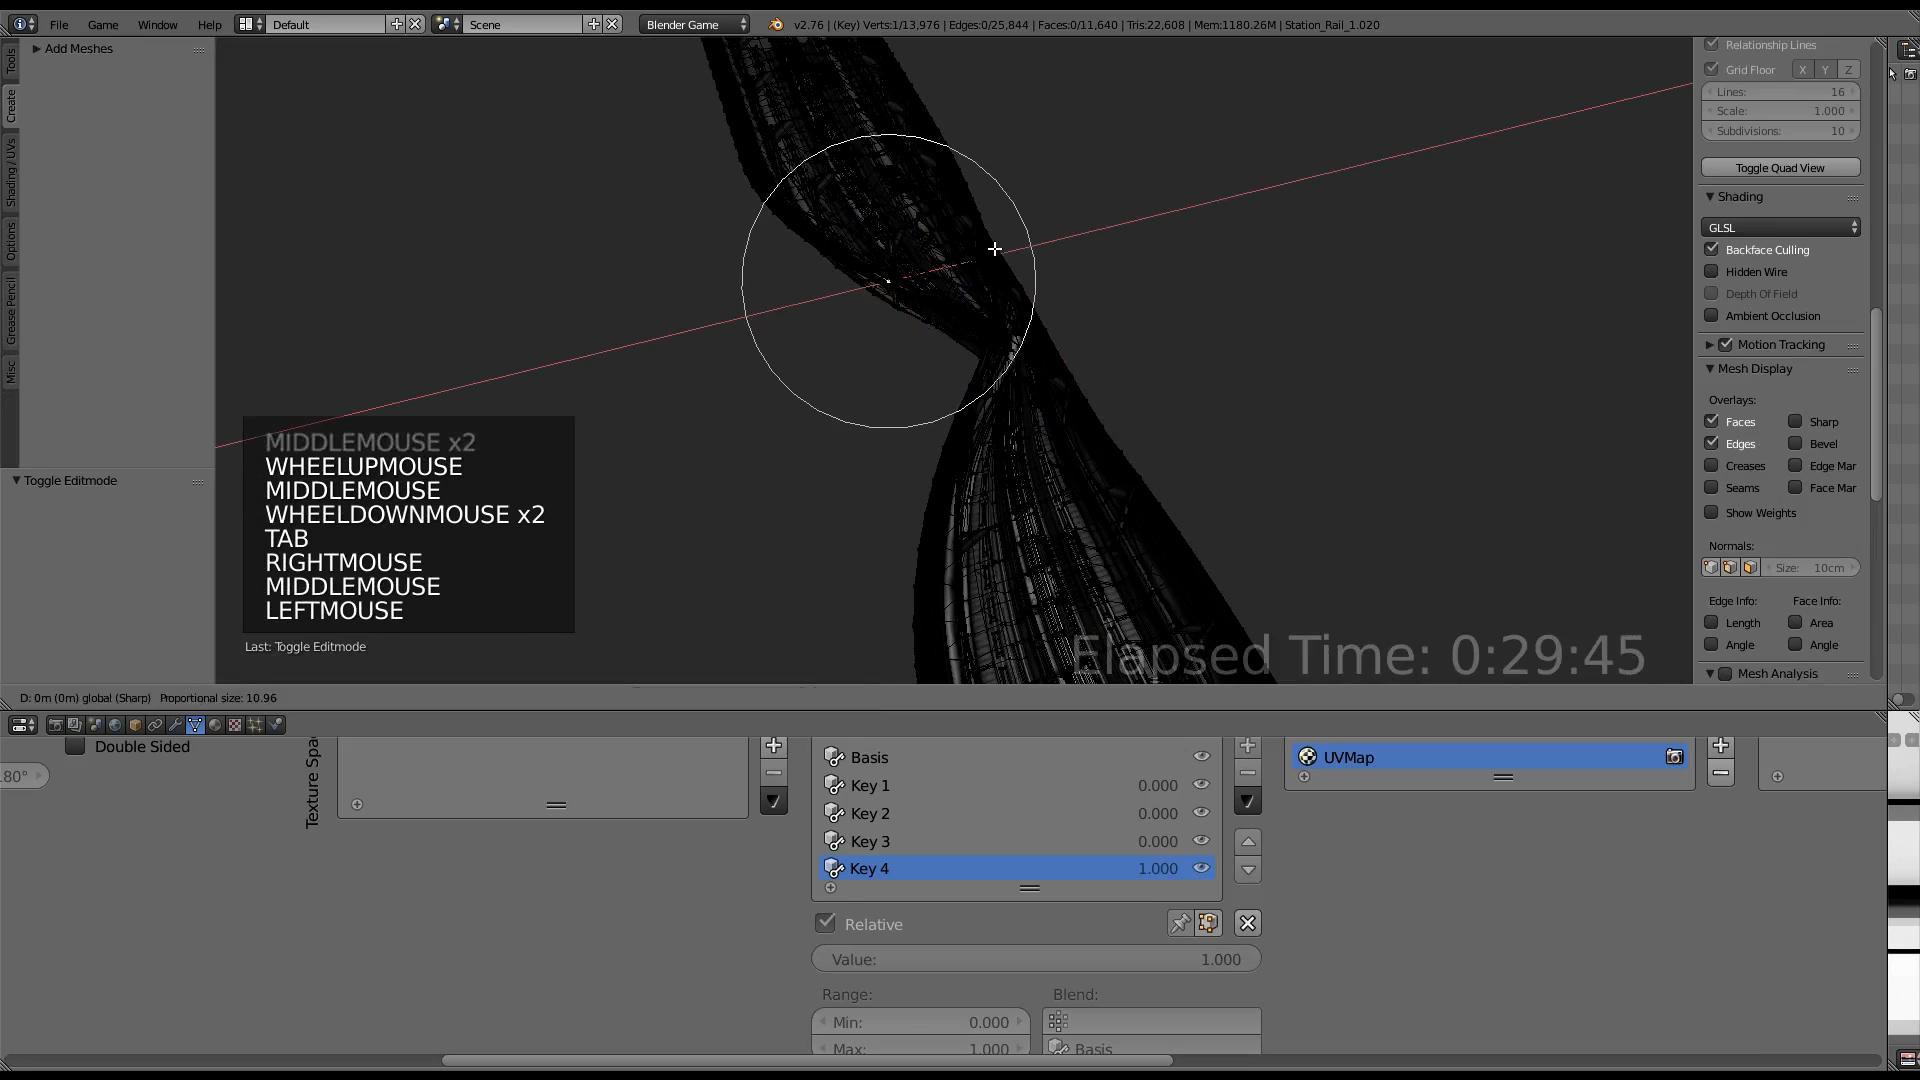 File Game Window Help Default Scene Blender Game v2.76 | (Key) Verts:1/13,976 | Edges:0/25,844 | Faces:0/11,640 | Tris:22,608 | Mem:1180.26M | Station_Rail_1.020
Tools
Create
Shading / UVs
Options
Grease Pencil
Misc
Add Meshes
Toggle Editmode
MIDDLEMOUSE x2
WHEELUPMOUSE
MIDDLEMOUSE
WHEELDOWNMOUSE x2
TAB
RIGHTMOUSE
MIDDLEMOUSE
LEFTMOUSE
Last: Toggle Editmode
Elapsed Time: 0:29:45
Relationship Lines
Grid Floor X Y Z
Lines: 16
Scale: 1.000
Subdivisions: 10
Toggle Quad View
Shading
GLSL
Backface Culling
Hidden Wire
Depth Of Field
Ambient Occlusion
Motion Tracking
Mesh Display
Overlays:
Faces Sharp
Edges Bevel
Creases Edge Mar
Seams Face Mar
Show Weights
Normals:
Size: 10cm
Edge Info: Face Info:
Length Area
Angle Angle
Mesh Analysis
D: 0m (0m) global (Sharp) Proportional size: 10.96
Double Sided
80°
Texture Spa
Basis
Key 1 0.000
Key 2 0.000
Key 3 0.000
Key 4 1.000
Relative
Value: 1.000
Range: Blend:
Min: 0.000
Max: 1.000 Basis
UVMap